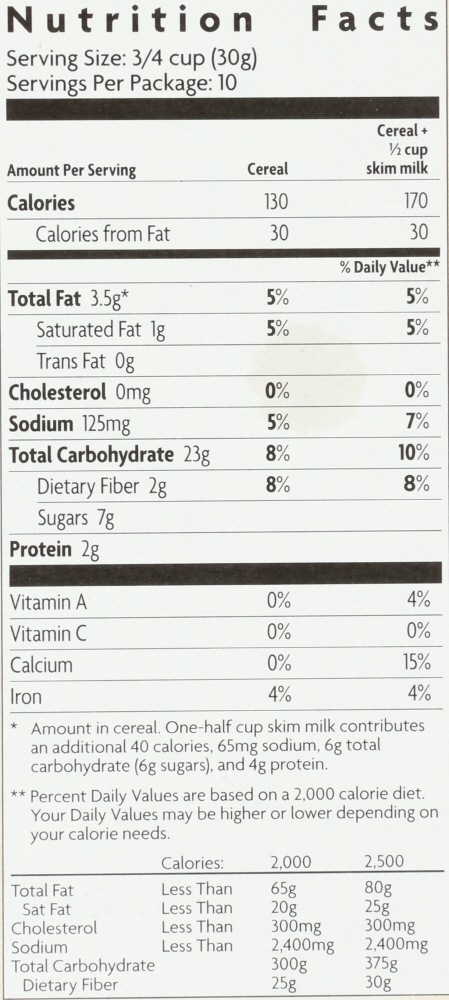 Nutrition Facts
Serving Size: 3/4 cup (30g)
Servings Per Package: 10
Cereal +
½ cup
Amount Per Serving Cereal skim milk
Calories 130 170
Calories from Fat 30 30
% Daily Value**
Total Fat 3.5g* 5% 5%
Saturated Fat 1g 5% 5%
Trans Fat 0g
Cholesterol 0mg 0% 0%
Sodium 125mg 5% 7%
Total Carbohydrate 23g 8% 10%
Dietary Fiber 2g 8% 8%
Sugars 7g
Protein 2g
Vitamin A 0% 4%
Vitamin C 0% 0%
Calcium 0% 15%
Iron 4% 4%
* Amount in cereal. One-half cup skim milk contributes
an additional 40 calories, 65mg sodium, 6g total
carbohydrate (6g sugars), and 4g protein.
** Percent Daily Values are based on a 2,000 calorie diet.
Your Daily Values may be higher or lower depending on
your calorie needs.
Calories: 2,000 2,500
Total Fat Less Than 65g 80g
Sat Fat Less Than 20g 25g
Cholesterol Less Than 300mg 300mg
Sodium Less Than 2,400mg 2,400mg
Total Carbohydrate 300g 375g
Dietary Fiber 25g 30g